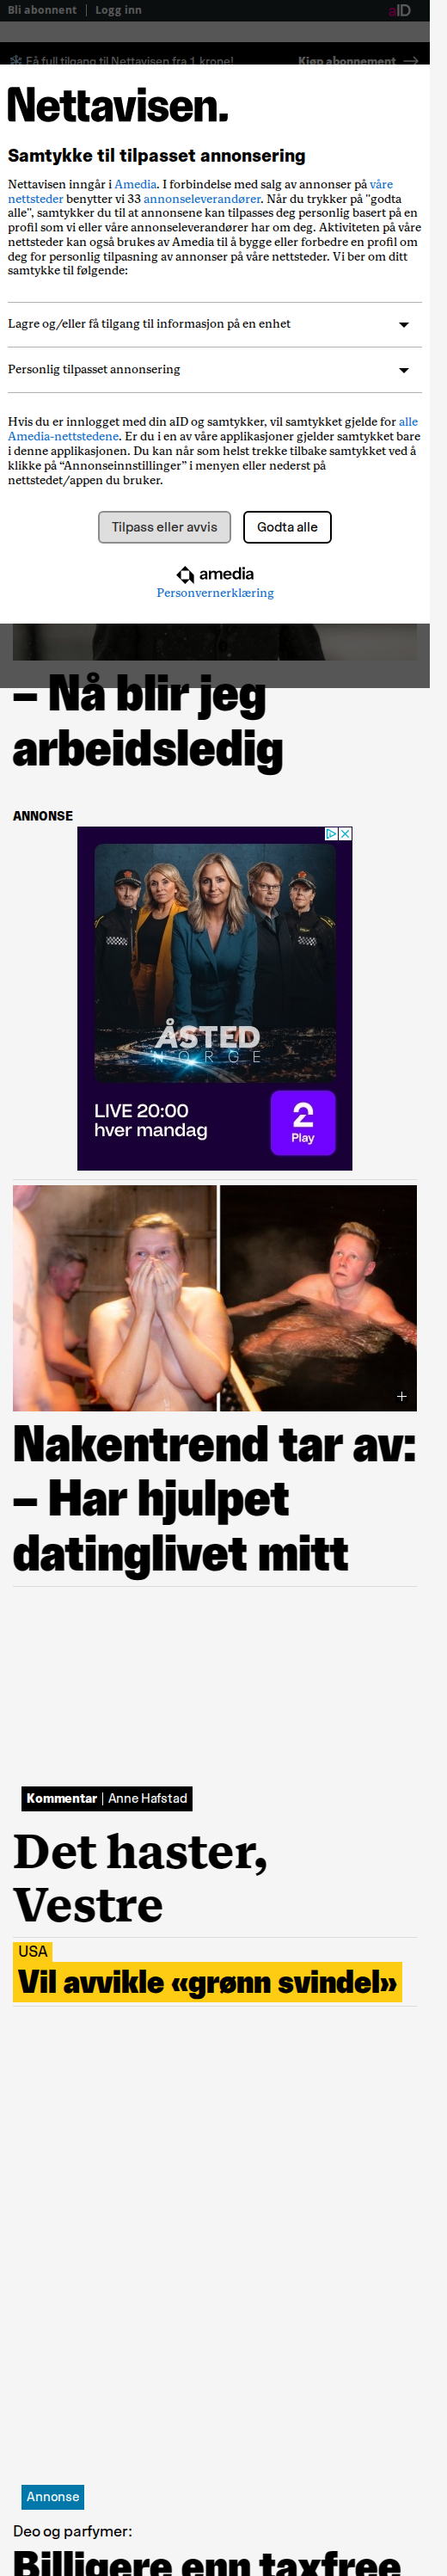 Bli abonnent | Logg inn
aID
Få full tilgang til Nettavisen fra 1 krone!
Kjøp abonnement →
Nettavisen.
Samtykke til tilpasset annonsering
Nettavisen inngår i Amedia. I forbindelse med salg av annonser på våre
nettsteder benytter vi 33 annonseleverandører. Når du trykker på "godta
alle", samtykker du til at annonsene kan tilpasses deg personlig basert på en
profil som vi eller våre annonseleverandører har om deg. Aktiviteten på våre
nettsteder kan også brukes av Amedia til å bygge eller forbedre en profil om
deg for personlig tilpasning av annonser på våre nettsteder. Vi ber om ditt
samtykke til følgende:
Lagre og/eller få tilgang til informasjon på en enhet
Personlig tilpasset annonsering
Hvis du er innlogget med din aID og samtykker, vil samtykket gjelde for alle
Amedia-nettstedene. Er du i en av våre applikasjoner gjelder samtykket bare
i denne applikasjonen. Du kan når som helst trekke tilbake samtykket ved å
klikke på “Annonseinnstillinger” i menyen eller nederst på
nettstedet/appen du bruker.
Tilpass eller avvis
Godta alle
amedia
Personvernerklæring
– Nå blir jeg
arbeidsledig
ANNONSE
ÅSTED
NORGE
LIVE 20:00
hver mandag
2
Play
Nakentrend tar av:
– Har hjulpet
datinglivet mitt
Kommentar | Anne Hafstad
Det haster,
Vestre
USA
Vil avvikle «grønn svindel»
Annonse
Deo og parfymer:
Billigere enn taxfree